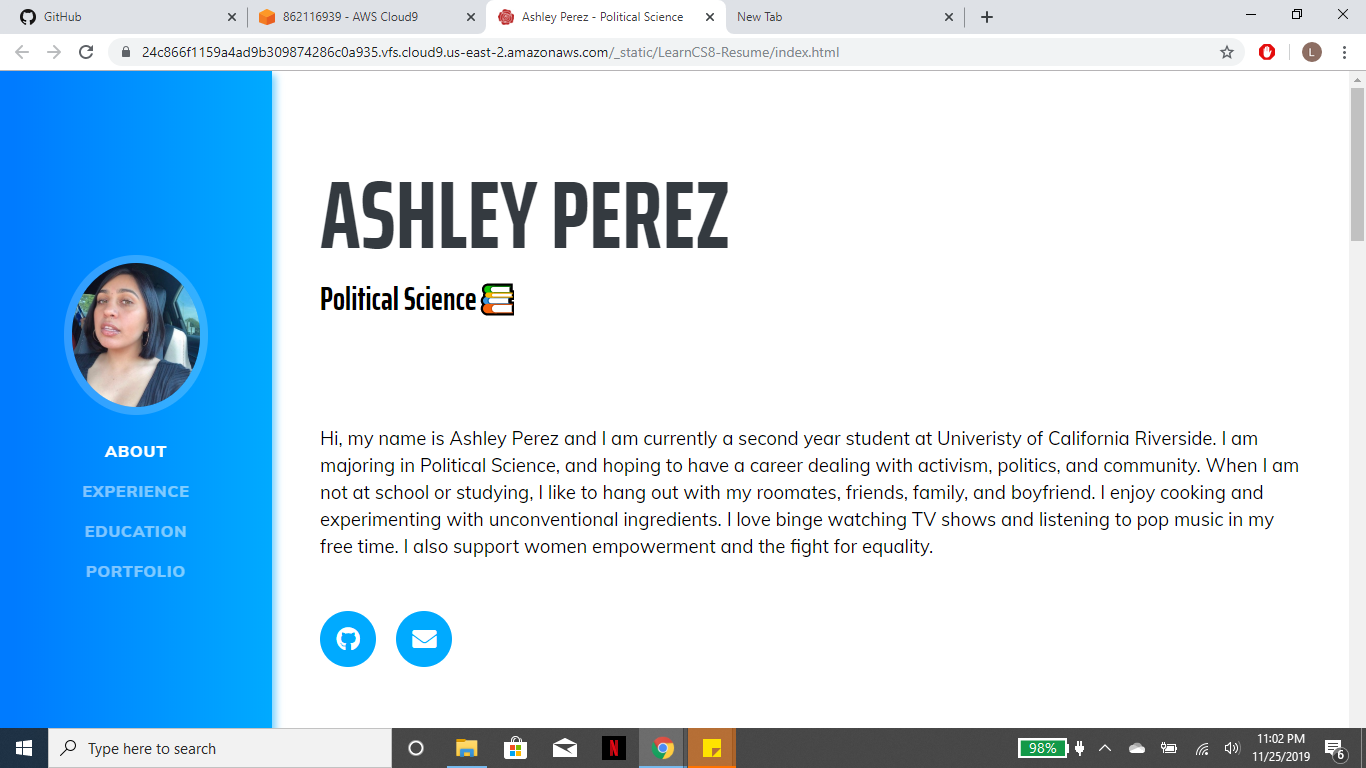 GitHub
862116939 - AWS Cloud9
Ashley Perez - Political Science
New Tab
24c866f1159a4ad9b309874286c0a935.vfs.cloud9.us-east-2.amazonaws.com/_static/LearnCS8-Resume/index.html
L
ASHLEY PEREZ
Political Science
ABOUT
EXPERIENCE
EDUCATION
PORTFOLIO
Hi, my name is Ashley Perez and I am currently a second year student at Univeristy of California Riverside. I am
majoring in Political Science, and hoping to have a career dealing with activism, politics, and community. When I am
not at school or studying, I like to hang out with my roomates, friends, family, and boyfriend. I enjoy cooking and
experimenting with unconventional ingredients. I love binge watching TV shows and listening to pop music in my
free time. I also support women empowerment and the fight for equality.
Type here to search
N
98%
11:02 PM
11/25/2019
6